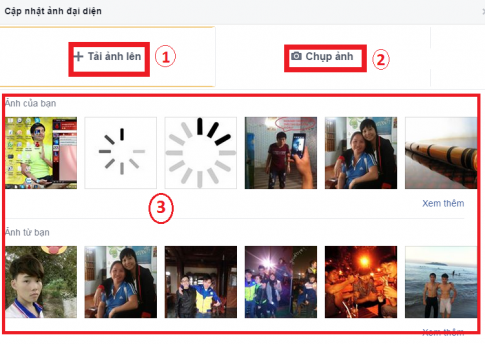 Cập nhật ảnh đại diện
+ Tải ảnh lên 1
Chụp ảnh 2
Ảnh của bạn
3
Xem thêm
Ảnh từ bạn
Xem thêm